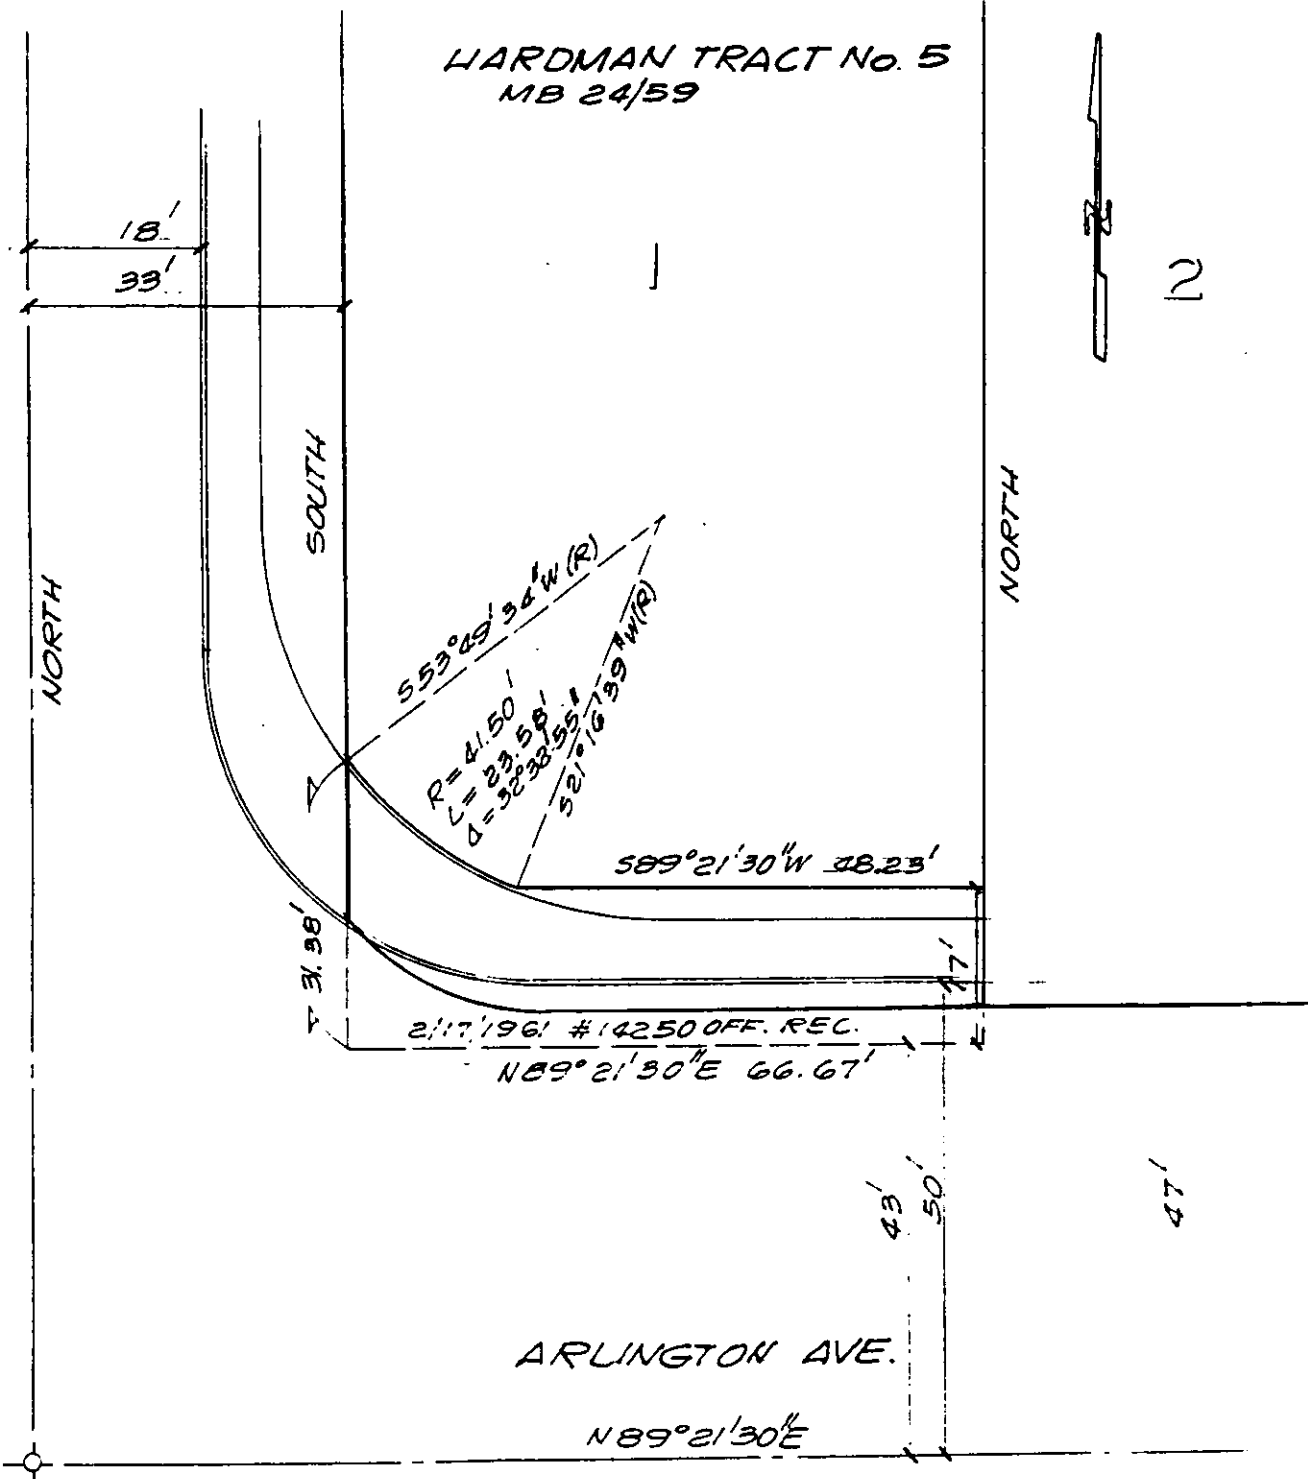 HARDMAN TRACT No. 5
MB 24/59
18'
33'
1
2
SOUTH
NORTH
NORTH
S53°49'34"W (R)
R = 41.50'
L = 23.58'
Δ = 32°32'55"
S21°16'39"W (R)
S89°21'30"W 48.23'
31.38'
17'
2/17/1961 #14250 OFF. REC.
N89°21'30"E 66.67'
43'
50'
47'
ARLINGTON AVE.
N89°21'30"E